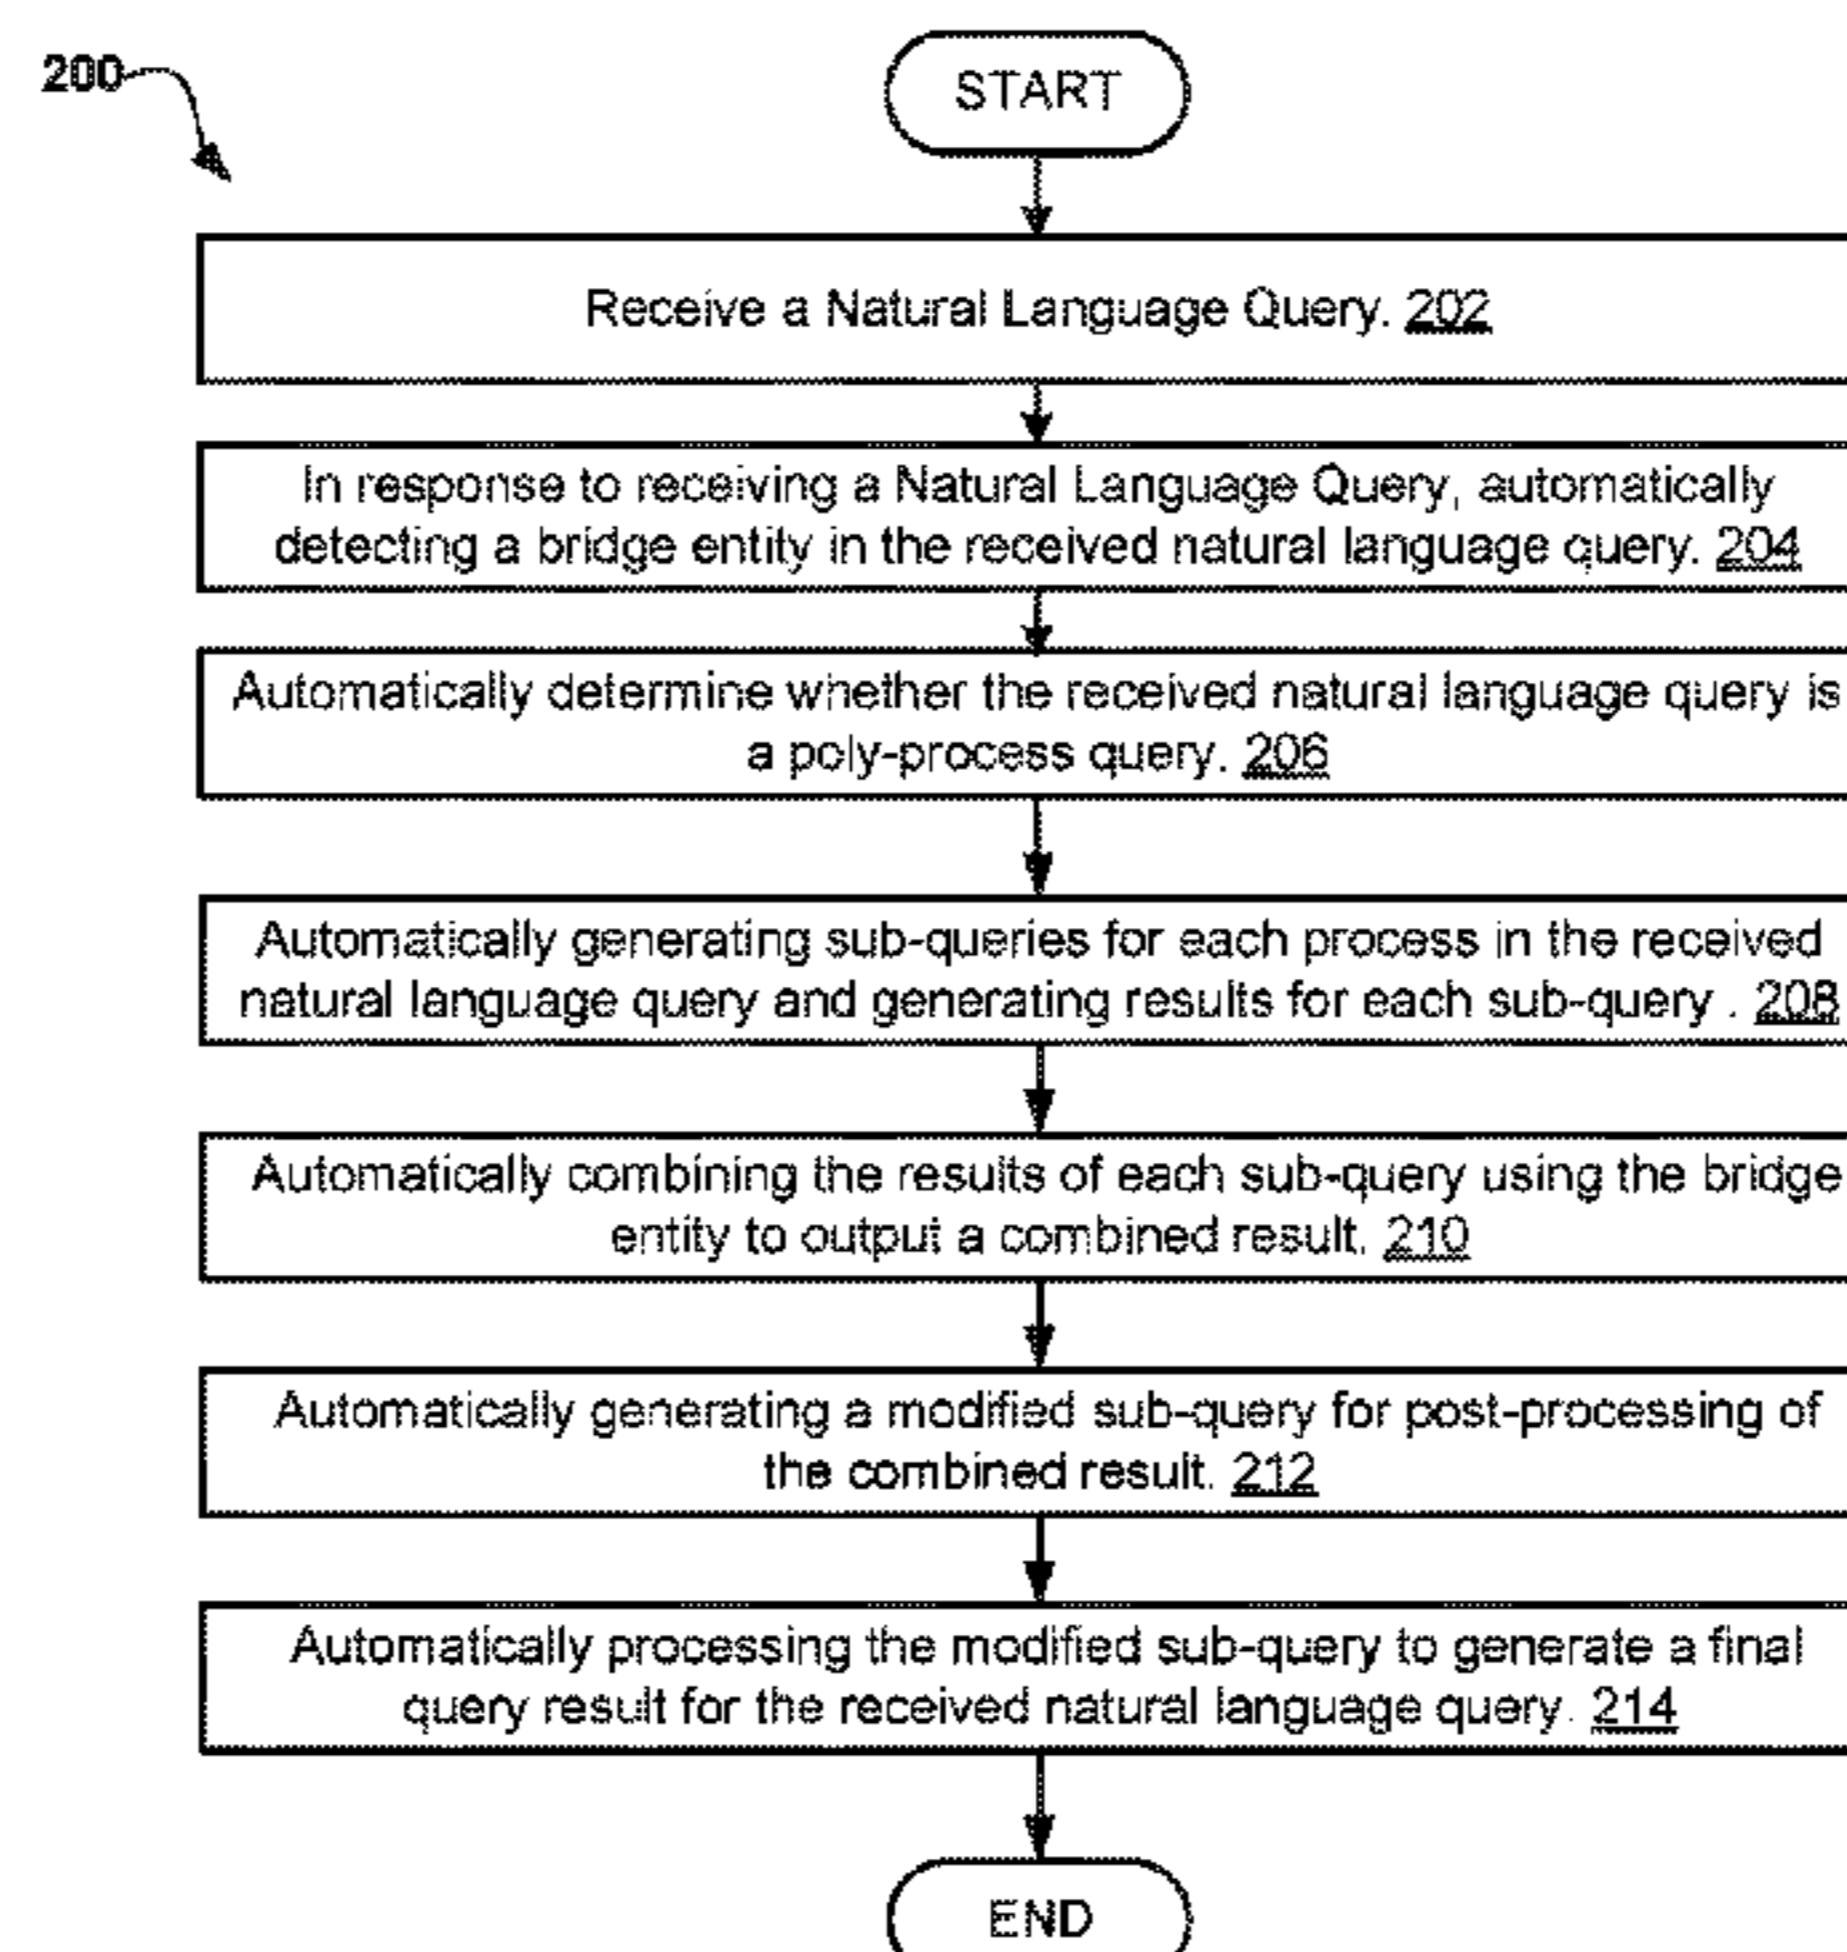 200
START
Receive a Natural Language Query. 202
In response to receiving a Natural Language Query, automatically
detecting a bridge entity in the received natural language query. 204
Automatically determine whether the received natural language query is
a poly-process query. 206
Automatically generating sub-queries for each process in the received
natural language query and generating results for each sub-query . 208
Automatically combining the results of each sub-query using the bridge
entity to output a combined result. 210
Automatically generating a modified sub-query for post-processing of
the combined result. 212
Automatically processing the modified sub-query to generate a final
query result for the received natural language query. 214
END